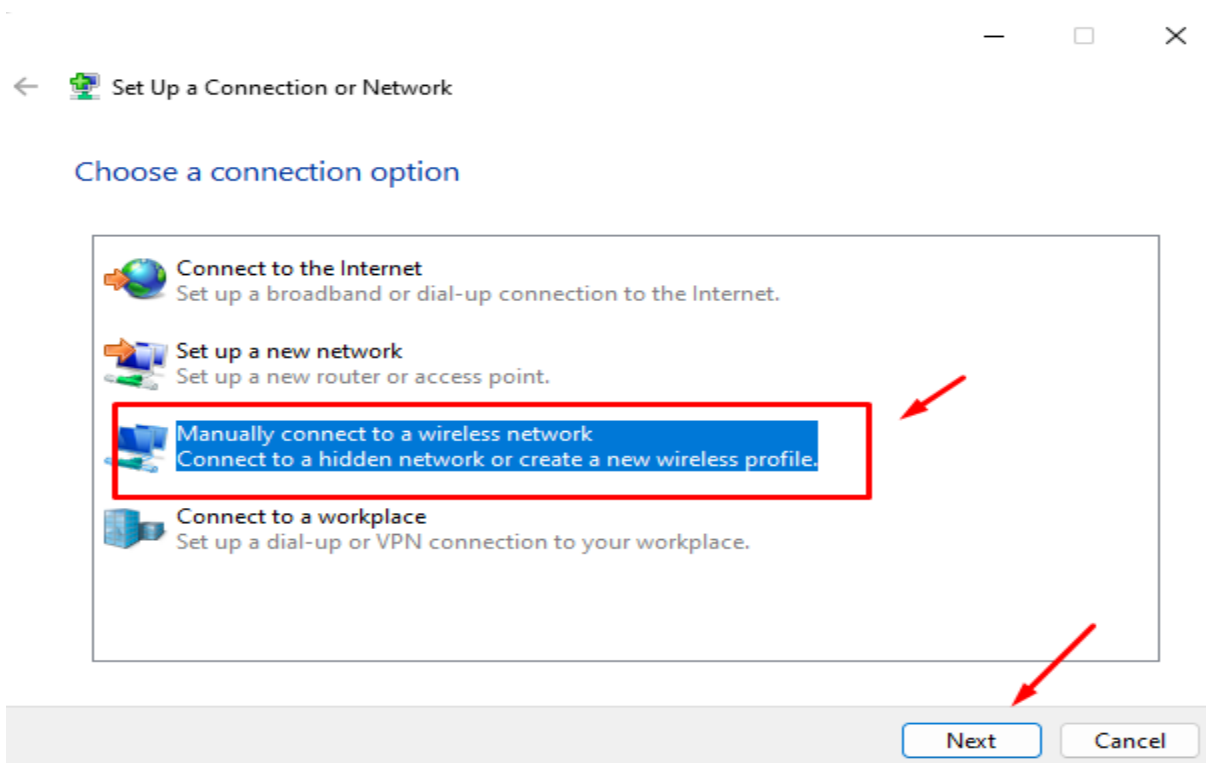 Set Up a Connection or Network
Choose a connection option
Connect to the Internet
Set up a broadband or dial-up connection to the Internet.
Set up a new network
Set up a new router or access point.
Manually connect to a wireless network
Connect to a hidden network or create a new wireless profile.
Connect to a workplace
Set up a dial-up or VPN connection to your workplace.
Next
Cancel